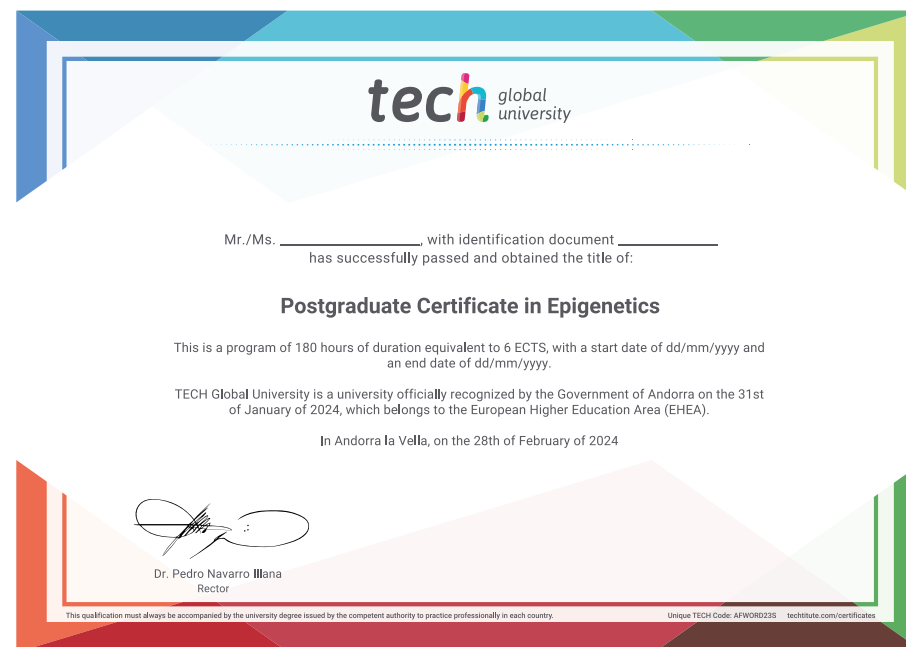 tech global
university
Mr./Ms. ____________, with identification document ____________
has successfully passed and obtained the title of:
Postgraduate Certificate in Epigenetics
This is a program of 180 hours of duration equivalent to 6 ECTS, with a start date of dd/mm/yyyy and
an end date of dd/mm/yyyy.
TECH Global University is a university officially recognized by the Government of Andorra on the 31st
of January of 2024, which belongs to the European Higher Education Area (EHEA).
In Andorra la Vella, on the 28th of February of 2024
Dr. Pedro Navarro Illana
Rector
This qualification must always be accompanied by the university degree issued by the competent authority to practice professionally in each country.
Unique TECH Code: AFWORD23S techtitute.com/certificates